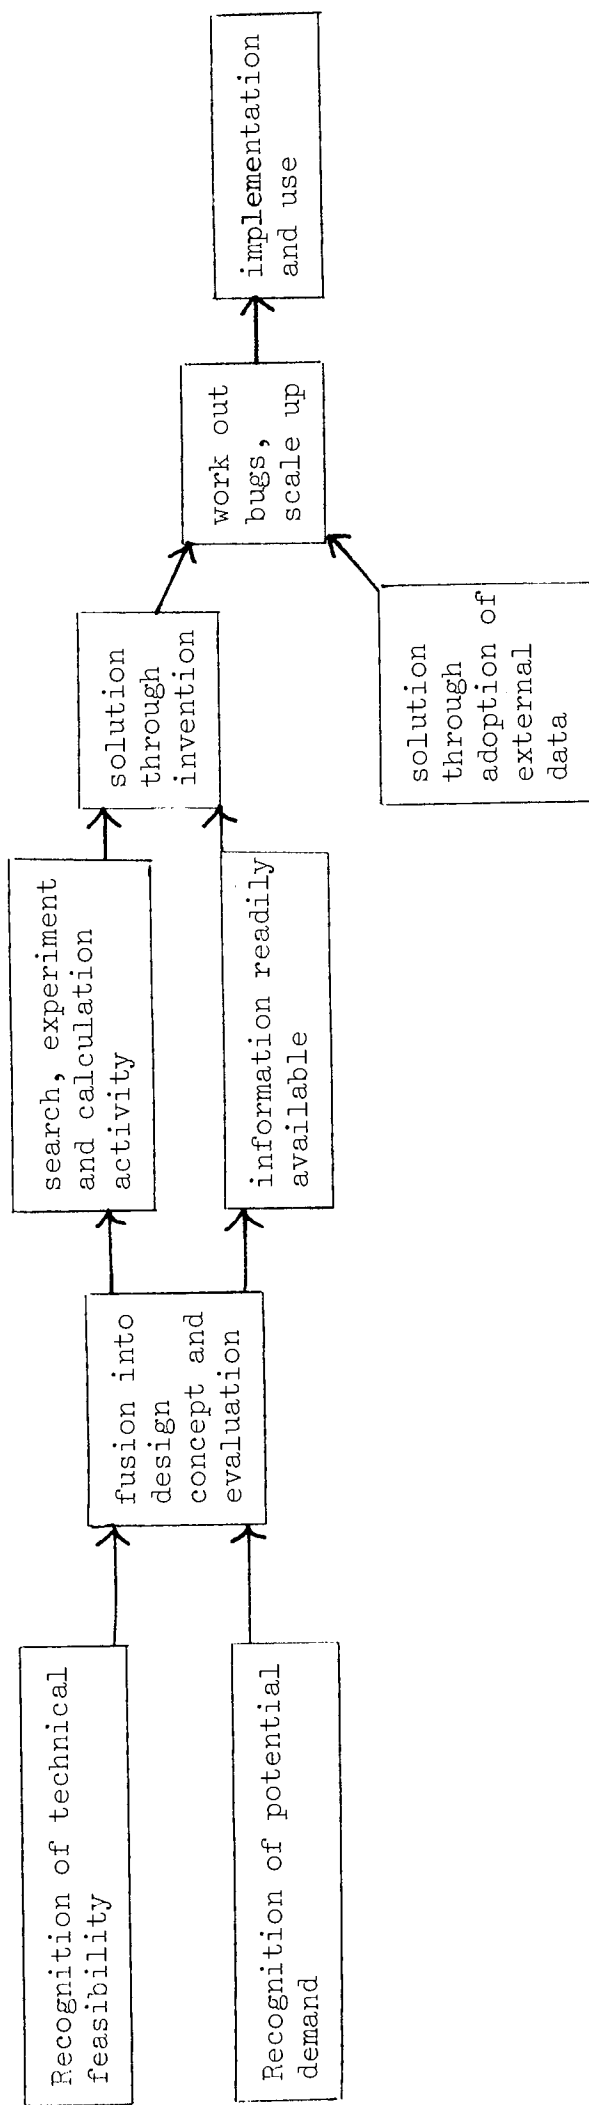 Recognition of technical
feasibility
Recognition of potential
demand
fusion into
design
concept and
evaluation
search, experiment
and calculation
activity
information readily
available
solution
through
invention
solution
through
adoption of
external
data
work out
bugs,
scale up
implementation
and use